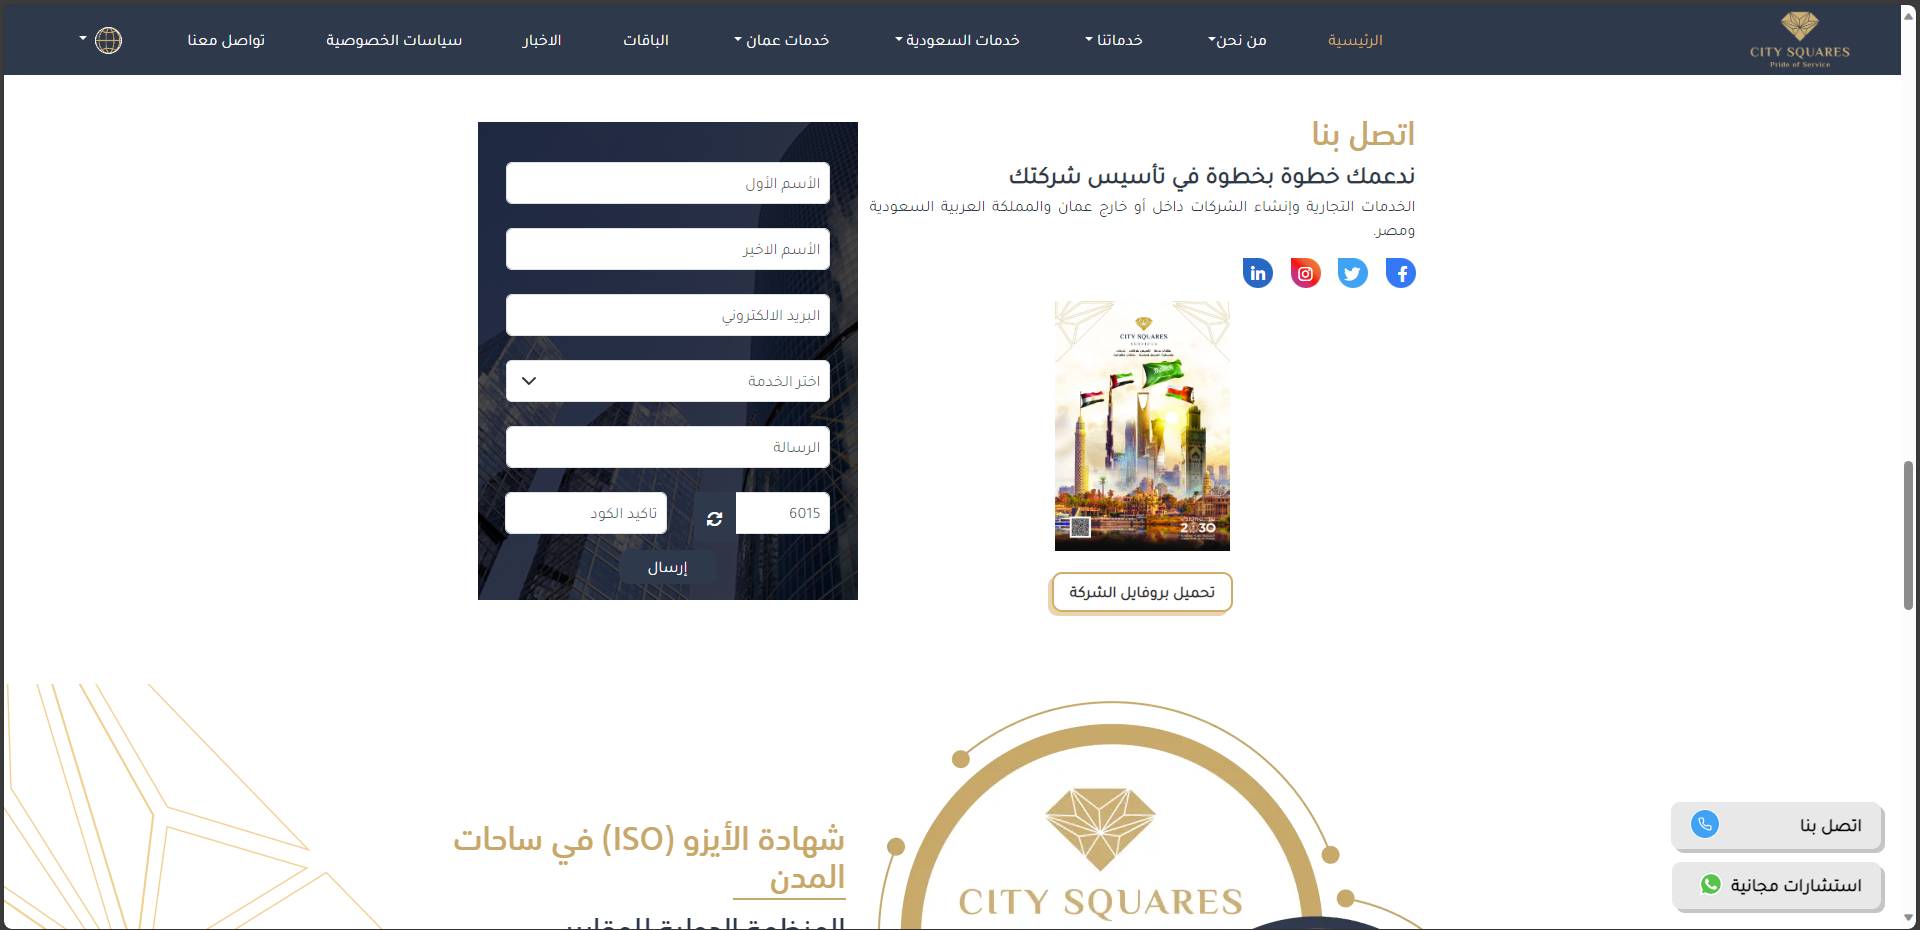 CITY SQUARES
Pride of Service
الرئيسية
من نحن
خدماتنا
خدمات السعودية
خدمات عمان
الباقات
الاخبار
سياسات الخصوصية
تواصل معنا
اتصل بنا
ندعمك خطوة بخطوة في تأسيس شركتك
الخدمات التجارية وإنشاء الشركات داخل أو خارج عمان والمملكة العربية السعودية
ومصر.
CITY SQUARES
SERVICES
2030
تحميل بروفايل الشركة
الأسم الأول
الأسم الاخير
البريد الالكتروني
اختر الخدمة
الرسالة
6015
تاكيد الكود
إرسال
CITY SQUARES
شهادة الأيزو (ISO) في ساحات
المدن
المنظمة الدولية للمقاييس
اتصل بنا
استشارات مجانية